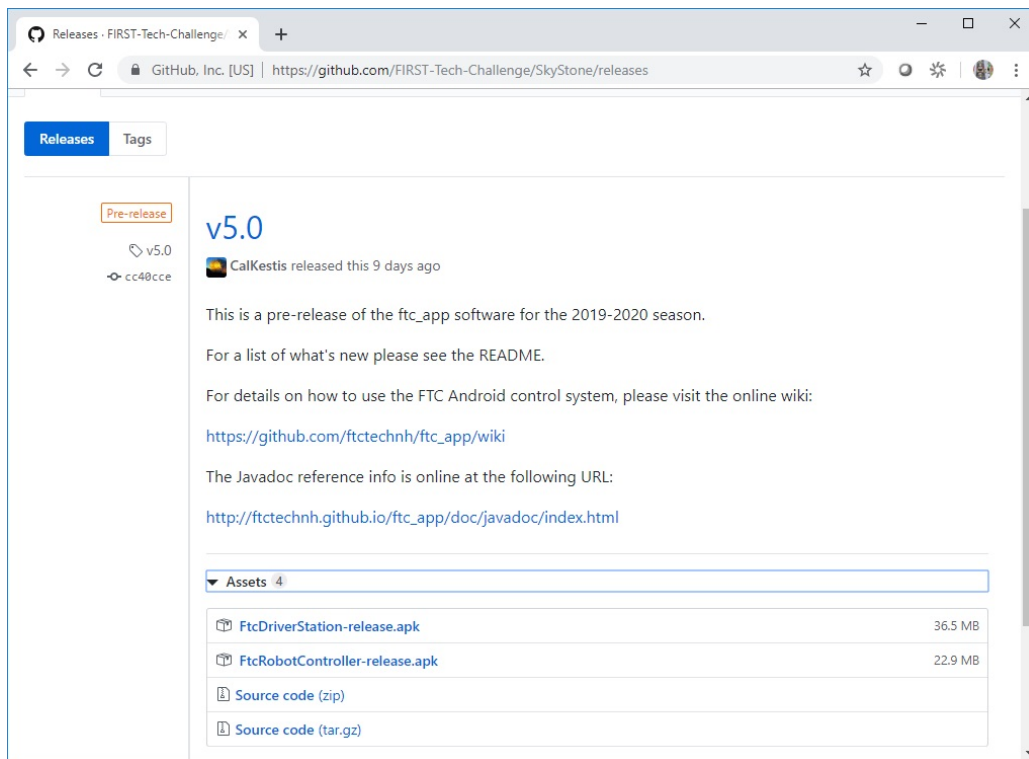 Releases · FIRST-Tech-Challenge/
GitHub, Inc. [US] | https://github.com/FIRST-Tech-Challenge/SkyStone/releases
Releases Tags
Pre-release
v5.0
v5.0
cc40cce
CalKestis released this 9 days ago
This is a pre-release of the ftc_app software for the 2019-2020 season.
For a list of what's new please see the README.
For details on how to use the FTC Android control system, please visit the online wiki:
https://github.com/ftctechnh/ftc_app/wiki
The Javadoc reference info is online at the following URL:
http://ftctechnh.github.io/ftc_app/doc/javadoc/index.html
Assets 4
FtcDriverStation-release.apk 36.5 MB
FtcRobotController-release.apk 22.9 MB
Source code (zip)
Source code (tar.gz)